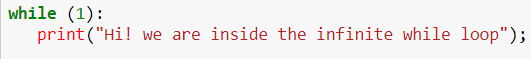 while (1):
print("Hi! we are inside the infinite while loop");